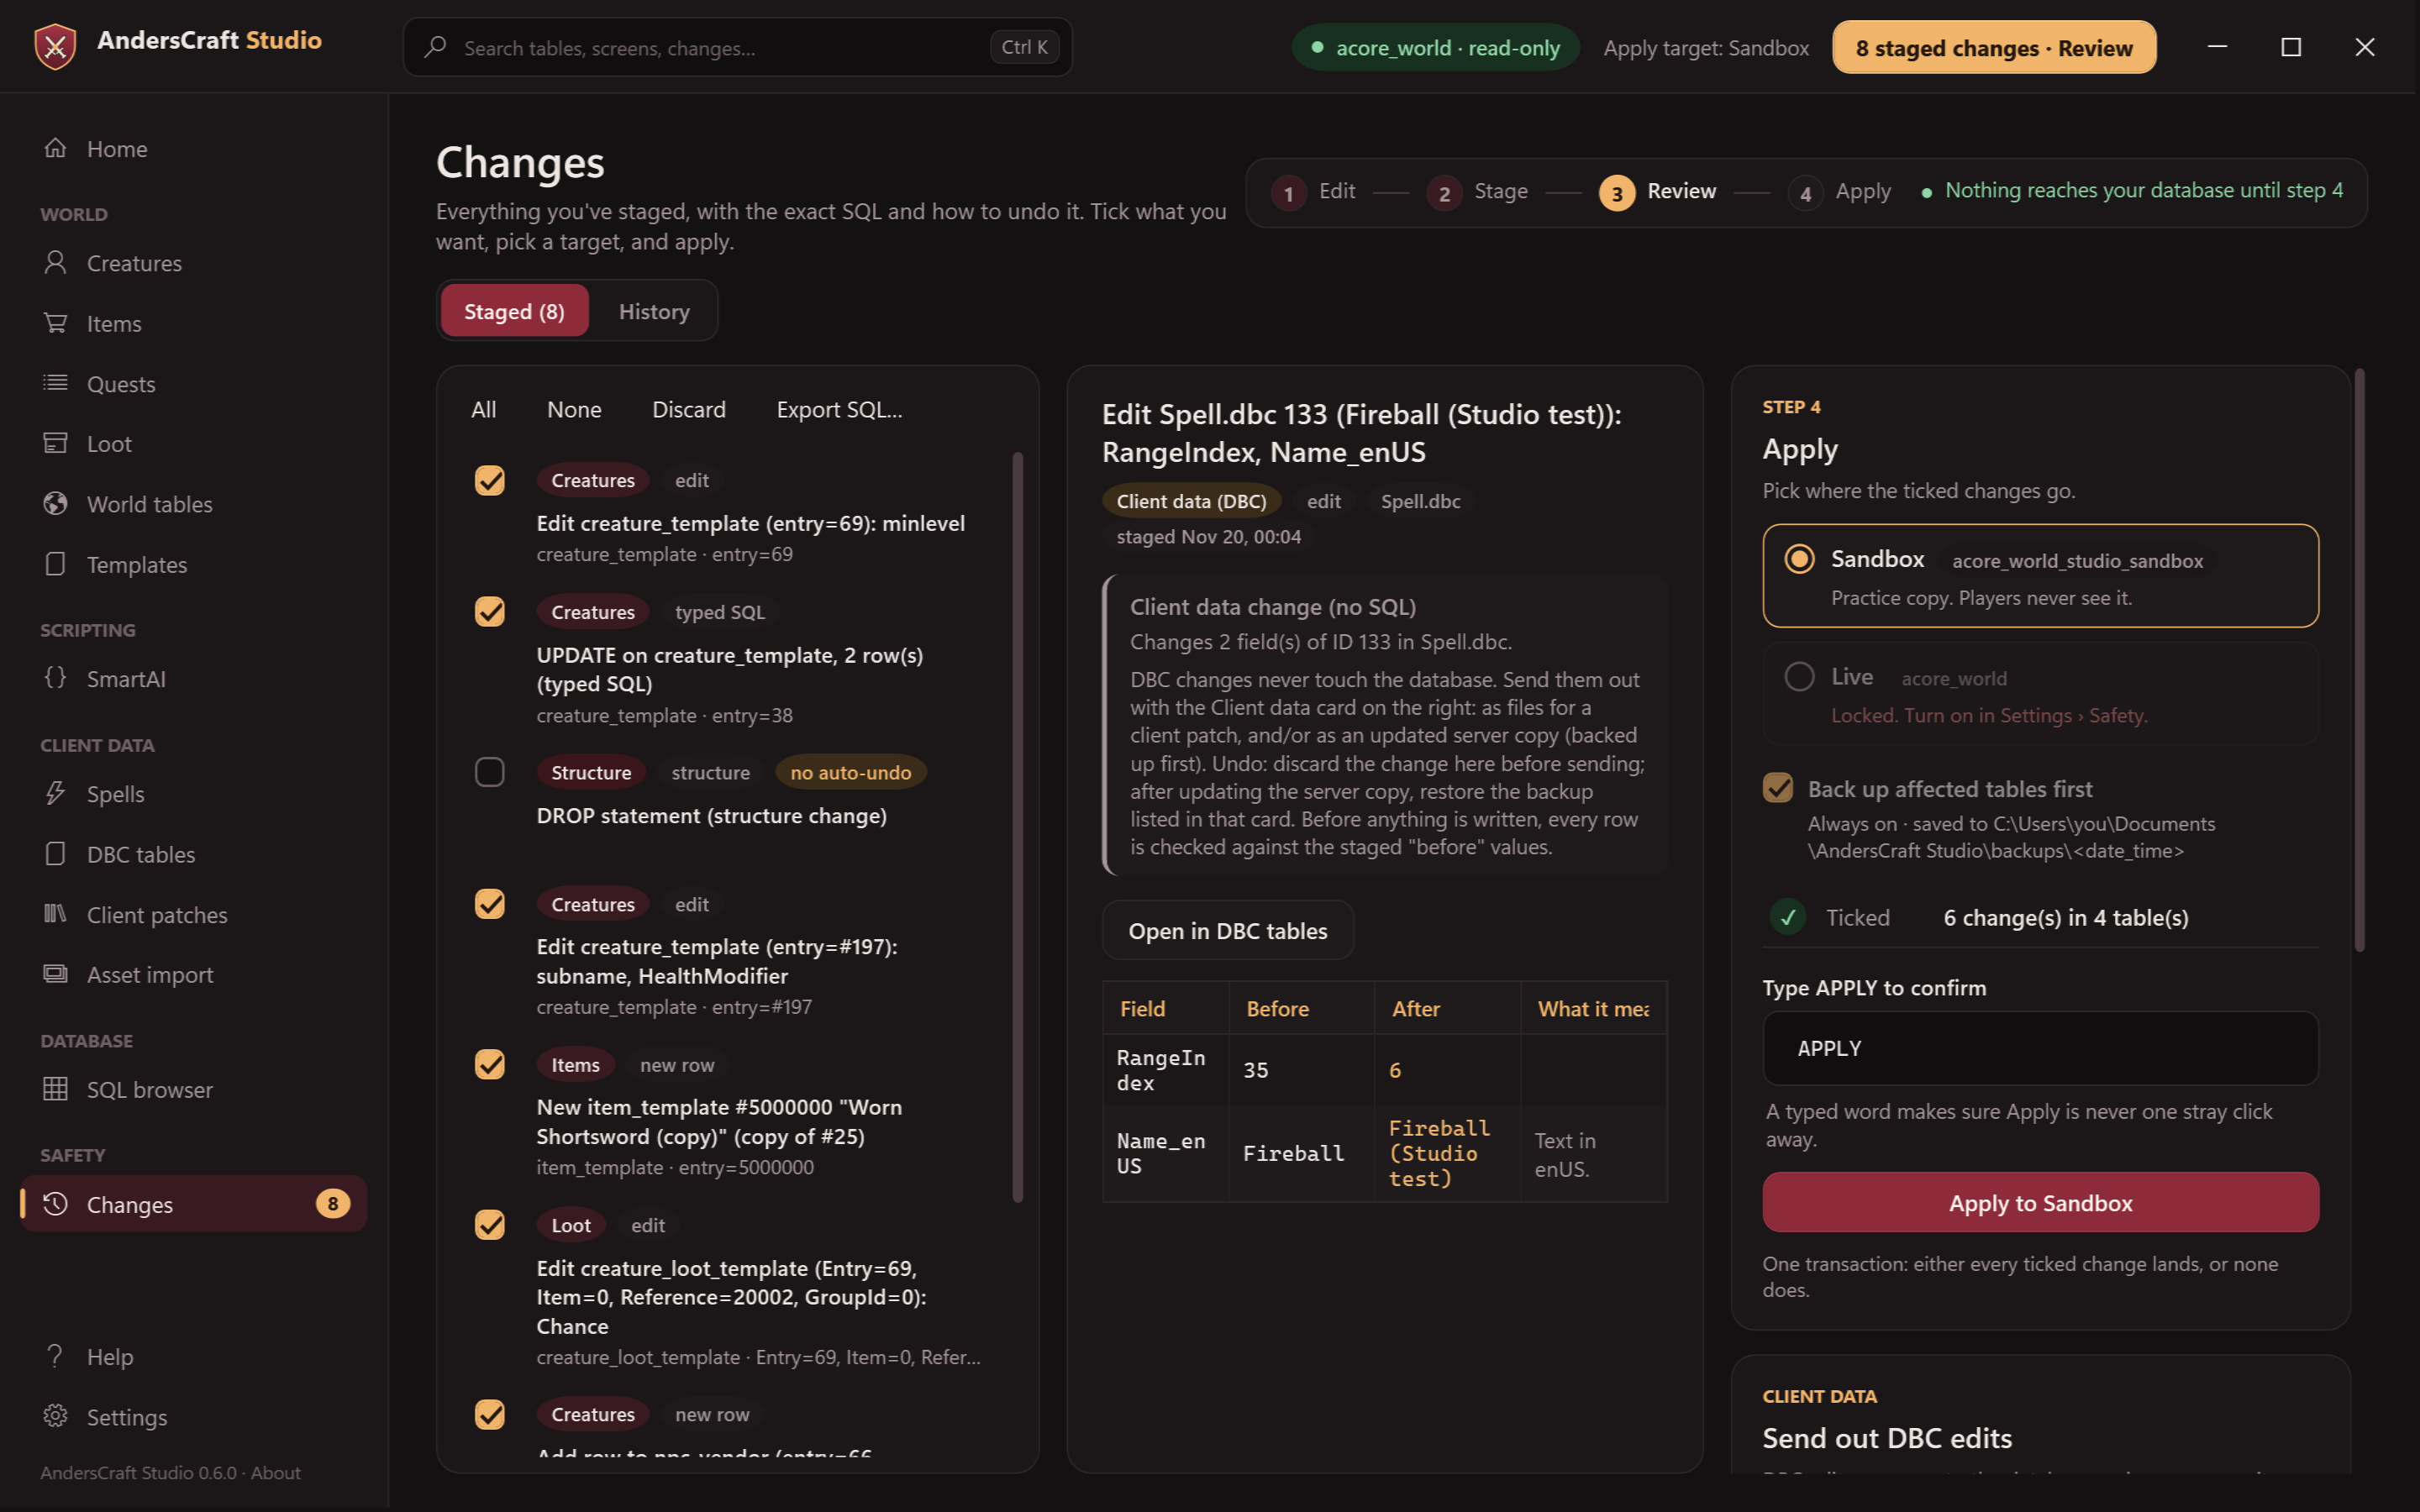 AndersCraft Studio
Search tables, screens, changes...
Ctrl K
acore_world · read-only
Apply target: Sandbox
8 staged changes · Review
Home
WORLD
Creatures
Items
Quests
Loot
World tables
Templates
SCRIPTING
SmartAI
CLIENT DATA
Spells
DBC tables
Client patches
Asset import
DATABASE
SQL browser
SAFETY
Changes
8
Help
Settings
AndersCraft Studio 0.6.0 · About
Changes
Everything you've staged, with the exact SQL and how to undo it. Tick what you
want, pick a target, and apply.
1 Edit
2 Stage
3 Review
4 Apply
Nothing reaches your database until step 4
Staged (8)
History
All None Discard Export SQL...
Creatures edit
Edit creature_template (entry=69): minlevel
creature_template · entry=69
Creatures typed SQL
UPDATE on creature_template, 2 row(s)
(typed SQL)
creature_template · entry=38
Structure structure no auto-undo
DROP statement (structure change)
Creatures edit
Edit creature_template (entry=#197):
subname, HealthModifier
creature_template · entry=#197
Items new row
New item_template #5000000 "Worn
Shortsword (copy)" (copy of #25)
item_template · entry=5000000
Loot edit
Edit creature_loot_template (Entry=69,
Item=0, Reference=20002, GroupId=0):
Chance
creature_loot_template · Entry=69, Item=0, Refer...
Creatures new row
Add row to npc_vendor (entry=66
Edit Spell.dbc 133 (Fireball (Studio test)):
RangeIndex, Name_enUS
Client data (DBC) edit Spell.dbc
staged Nov 20, 00:04
Client data change (no SQL)
Changes 2 field(s) of ID 133 in Spell.dbc.
DBC changes never touch the database. Send them out
with the Client data card on the right: as files for a
client patch, and/or as an updated server copy (backed
up first). Undo: discard the change here before sending;
after updating the server copy, restore the backup
listed in that card. Before anything is written, every row
is checked against the staged "before" values.
Open in DBC tables
Field Before After What it mea
RangeIn
dex
35
6
Name_en
US
Fireball
Fireball
(Studio
test)
Text in
enUS.
STEP 4
Apply
Pick where the ticked changes go.
Sandbox acore_world_studio_sandbox
Practice copy. Players never see it.
Live acore_world
Locked. Turn on in Settings › Safety.
Back up affected tables first
Always on · saved to C:\Users\you\Documents
\AndersCraft Studio\backups\<date_time>
Ticked 6 change(s) in 4 table(s)
Type APPLY to confirm
APPLY
A typed word makes sure Apply is never one stray click
away.
Apply to Sandbox
One transaction: either every ticked change lands, or none
does.
CLIENT DATA
Send out DBC edits